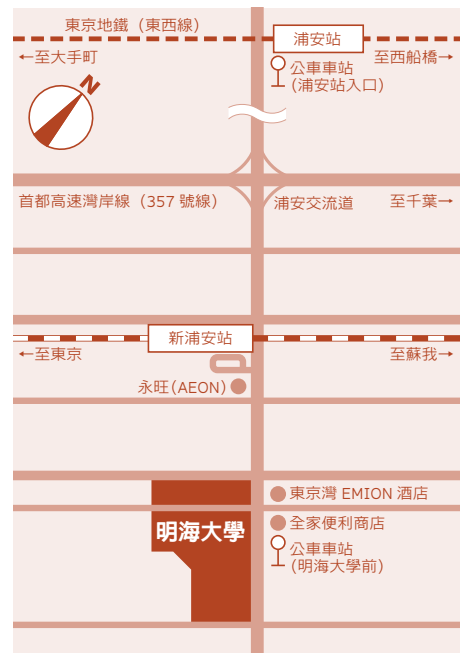 東京地鐵（東西線）
浦安站
←至大手町
至西船橋→
公車車站
(浦安站入口)
N
首都高速灣岸線（357 號線）
浦安交流道
至千葉→
新浦安站
←至東京
至蘇我→
永旺(AEON)
東京灣 EMION 酒店
全家便利商店
明海大學
公車車站
(明海大學前)